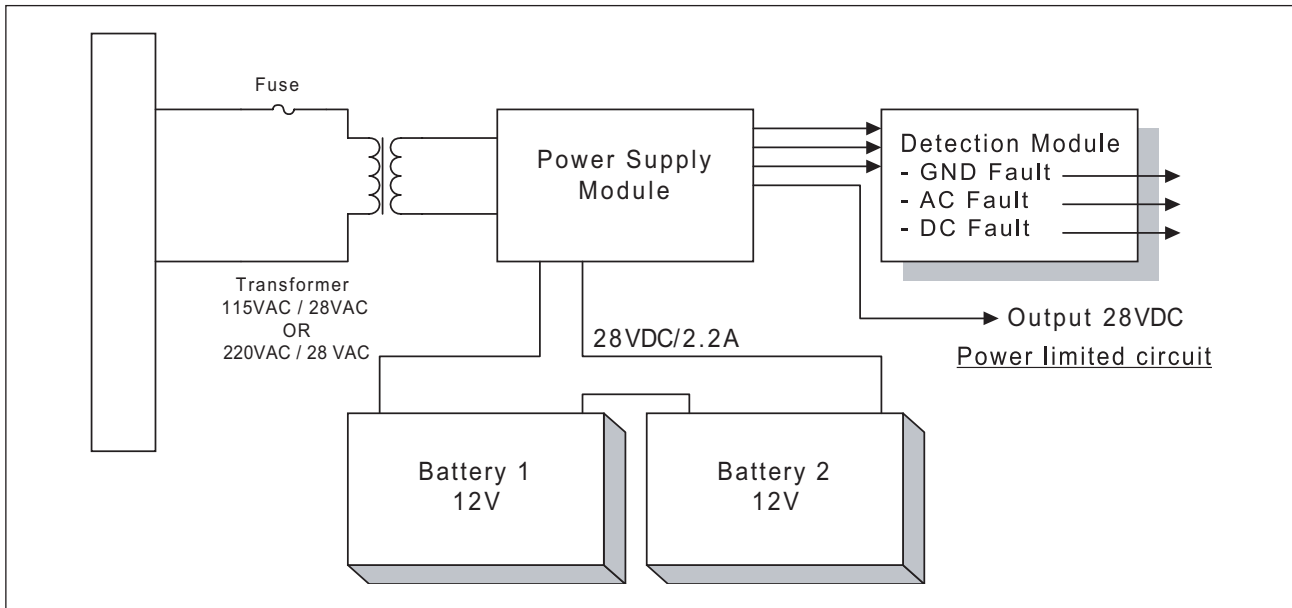 Fuse
Transformer
115VAC / 28VAC
OR
220VAC / 28 VAC
Power Supply
Module
Detection Module
- GND Fault
- AC Fault
- DC Fault
Output 28VDC
Power limited circuit
28VDC/2.2A
Battery 1
12V
Battery 2
12V